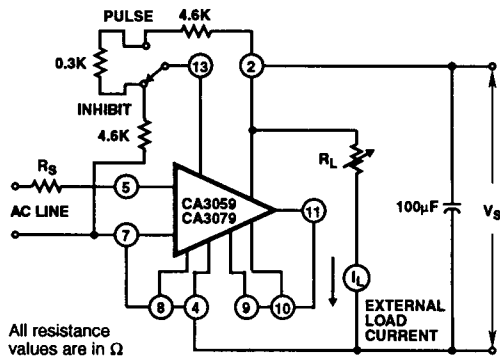 PULSE
4.6K
0.3K
13
2
INHIBIT
4.6K
RS
RL
5
CA3059
CA3079
11
100µF
VS
AC LINE
7
IL
8
4
9
10
EXTERNAL
LOAD
CURRENT
All resistance
values are in Ω